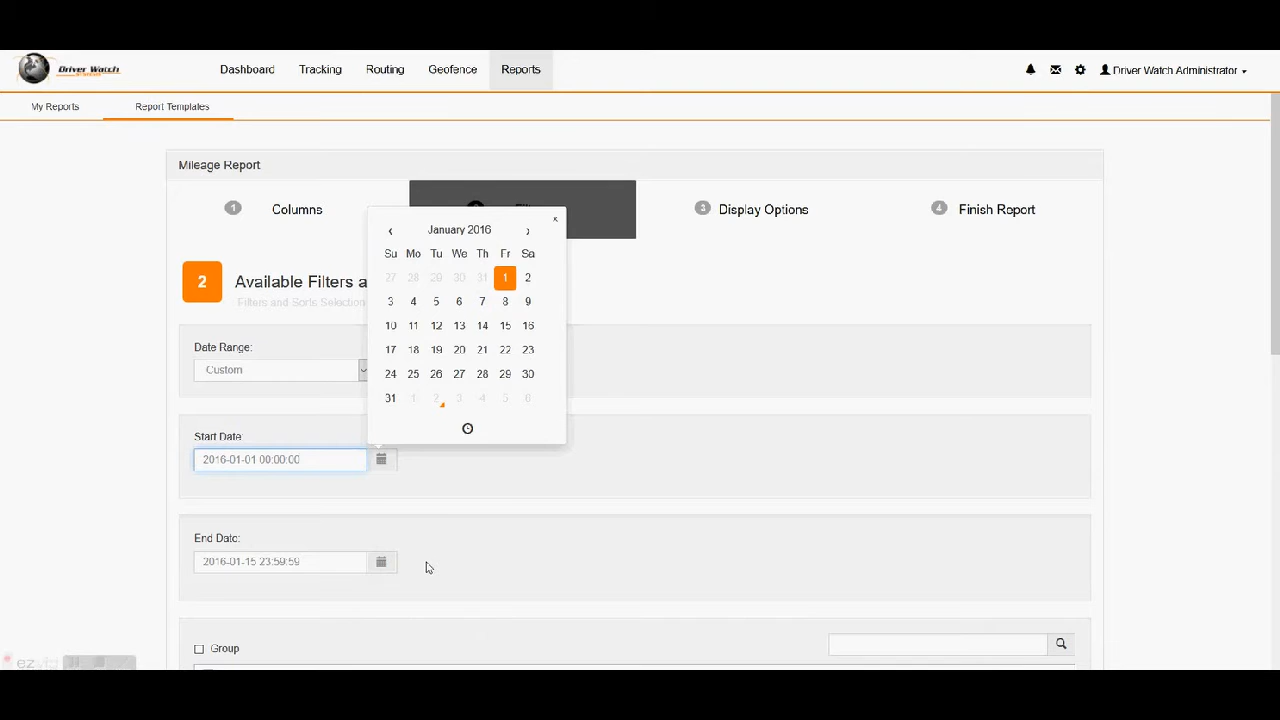 Driver Watch
Dashboard Tracking Routing Geofence Reports
Driver Watch Administrator
My Reports Report Templates
Mileage Report
1 Columns
3 Display Options
4 Finish Report
x
‹ January 2016 ›
Su Mo Tu We Th Fr Sa
27 28 29 30 31 1 2
3 4 5 6 7 8 9
10 11 12 13 14 15 16
17 18 19 20 21 22 23
24 25 26 27 28 29 30
31 1 2 3 4 5 6
2 Available Filters a
Filters and Sorts Selection
Date Range:
Custom
Start Date:
2016-01-01 00:00:00
End Date:
2016-01-15 23:59:59
Group
ez